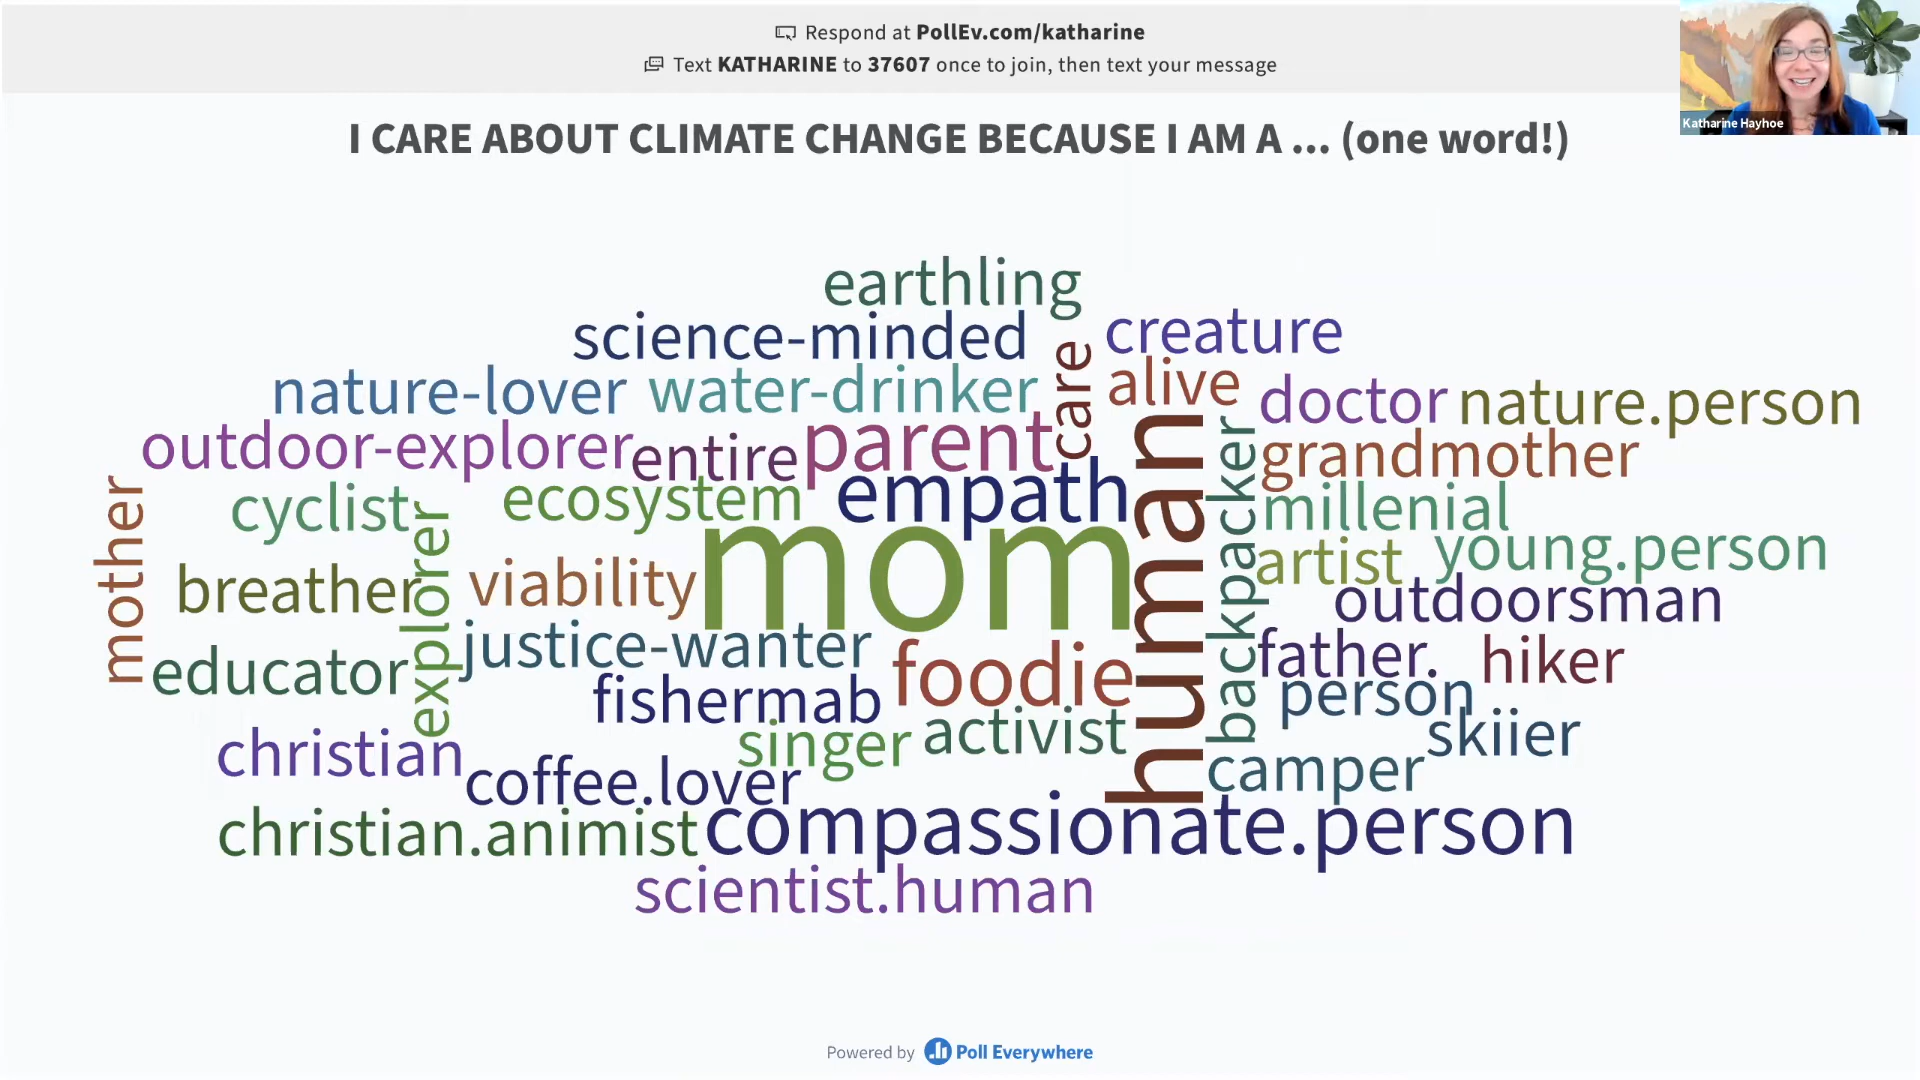 Respond at PollEv.com/katharine
Text KATHARINE to 37607 once to join, then text your message
Katharine Hayhoe
I CARE ABOUT CLIMATE CHANGE BECAUSE I AM A ... (one word!)
earthling
science-minded
creature
care
nature-lover
water-drinker
alive
doctor
nature.person
outdoor-explorer
entire
parent
human
backpacker
grandmother
mother
cyclist
explorer
ecosystem
empath
millenial
mom
artist
young.person
breather
viability
outdoorsman
educator
justice-wanter
foodie
father.
hiker
fishermab
person
singer
activist
skiier
christian
coffee.lover
camper
christian.animist
compassionate.person
scientist.human
Powered by Poll Everywhere